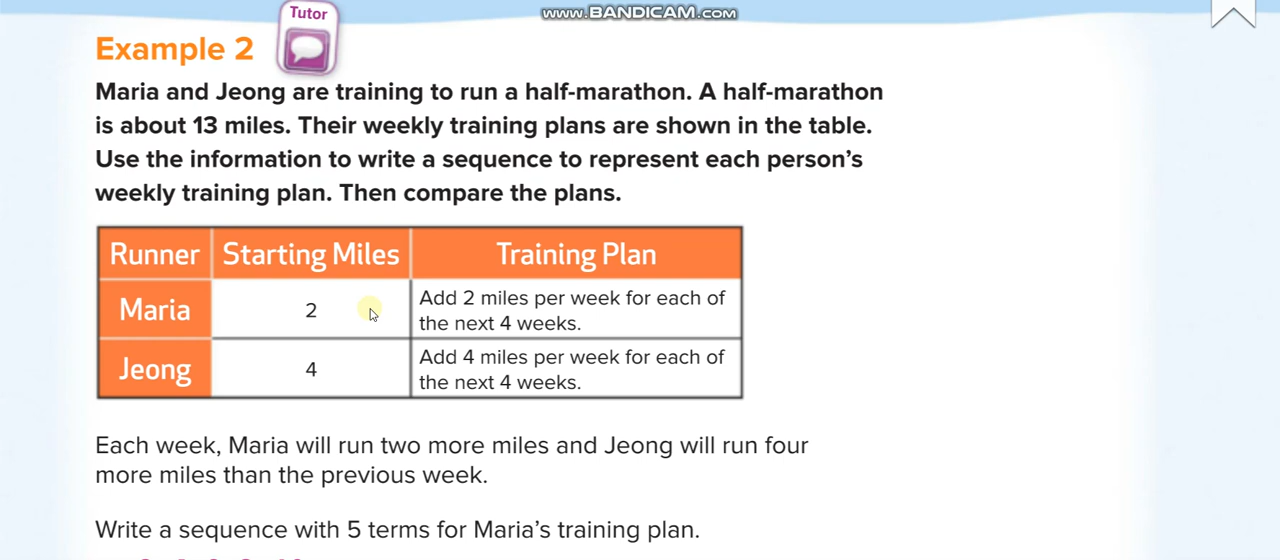 www.BANDICAM.com
Tutor
Example 2
Maria and Jeong are training to run a half-marathon. A half-marathon
is about 13 miles. Their weekly training plans are shown in the table.
Use the information to write a sequence to represent each person's
weekly training plan. Then compare the plans.
Runner Starting Miles Training Plan
Maria 2 Add 2 miles per week for each of
the next 4 weeks.
Jeong 4 Add 4 miles per week for each of
the next 4 weeks.
Each week, Maria will run two more miles and Jeong will run four
more miles than the previous week.
Write a sequence with 5 terms for Maria's training plan.